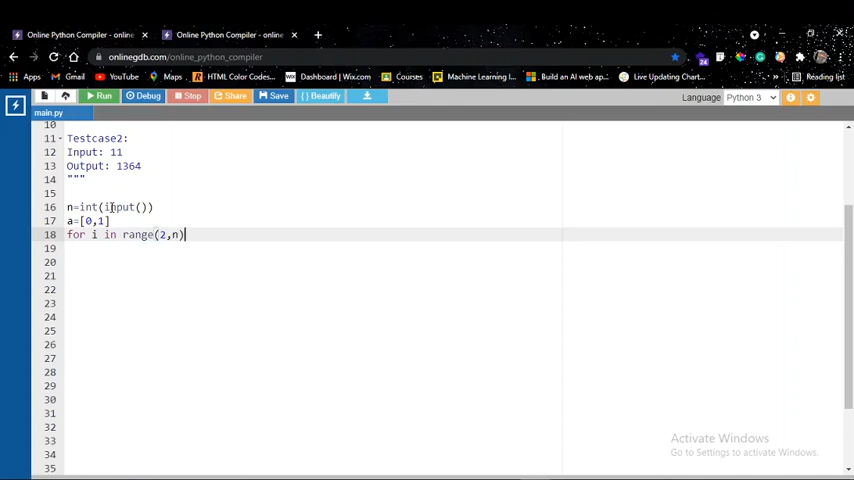 Online Python Compiler - online
Online Python Compiler - online
onlinegdb.com/online_python_compiler
Apps Gmail YouTube Maps HTML Color Codes... Dashboard | Wix.com Courses Machine Learning I... Build an AI web ap... Live Updating Chart... Reading list
24
Run Debug Stop Share Save { } Beautify Language Python 3
main.py
10
11 Testcase2:
12 Input: 11
13 Output: 1364
14 """
15
16 n=int(input())
17 a=[0,1]
18 for i in range(2,n)
19
20
21
22
23
24
25
26
27
28
29
30
31
32
33
34
35
Activate Windows
Go to Settings to activate Windows.